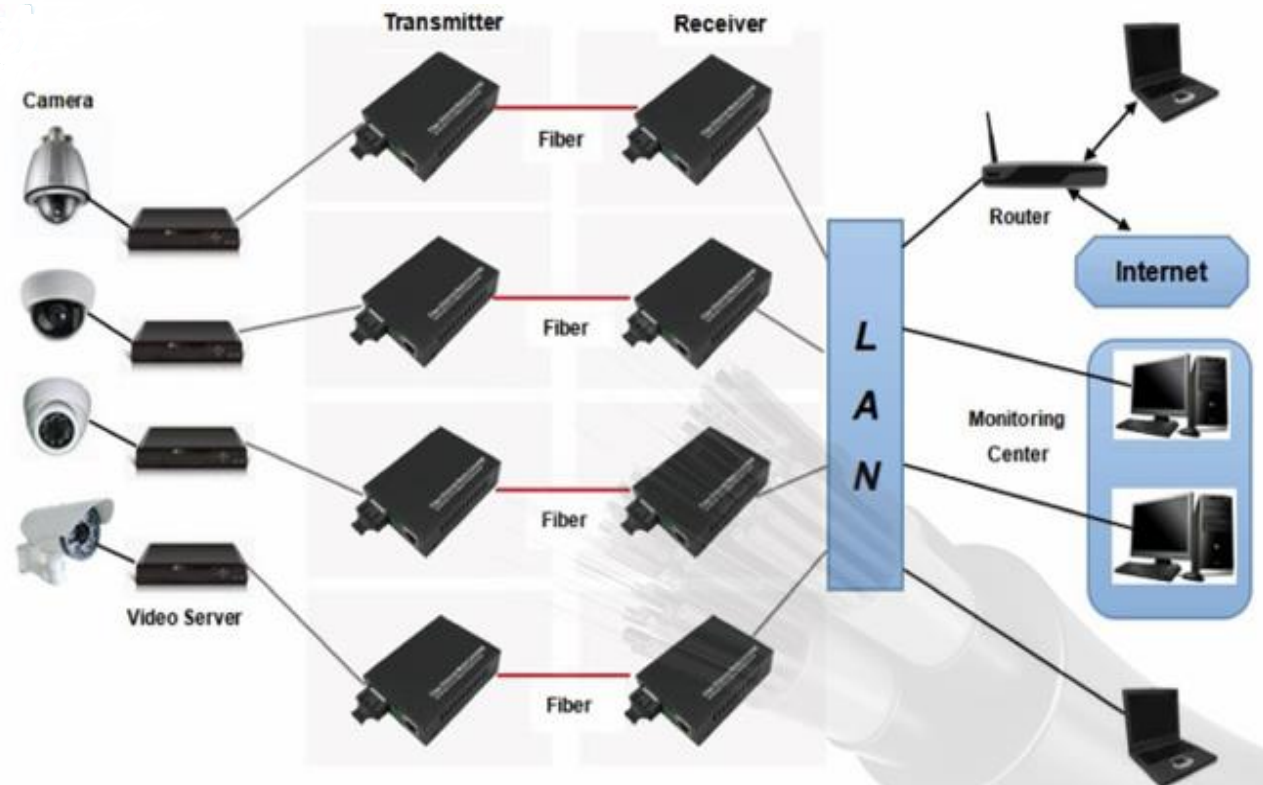 Transmitter
Receiver
Camera
Fiber
Router
Internet
Fiber
L
A
N
Monitoring
Center
Fiber
Video Server
Fiber